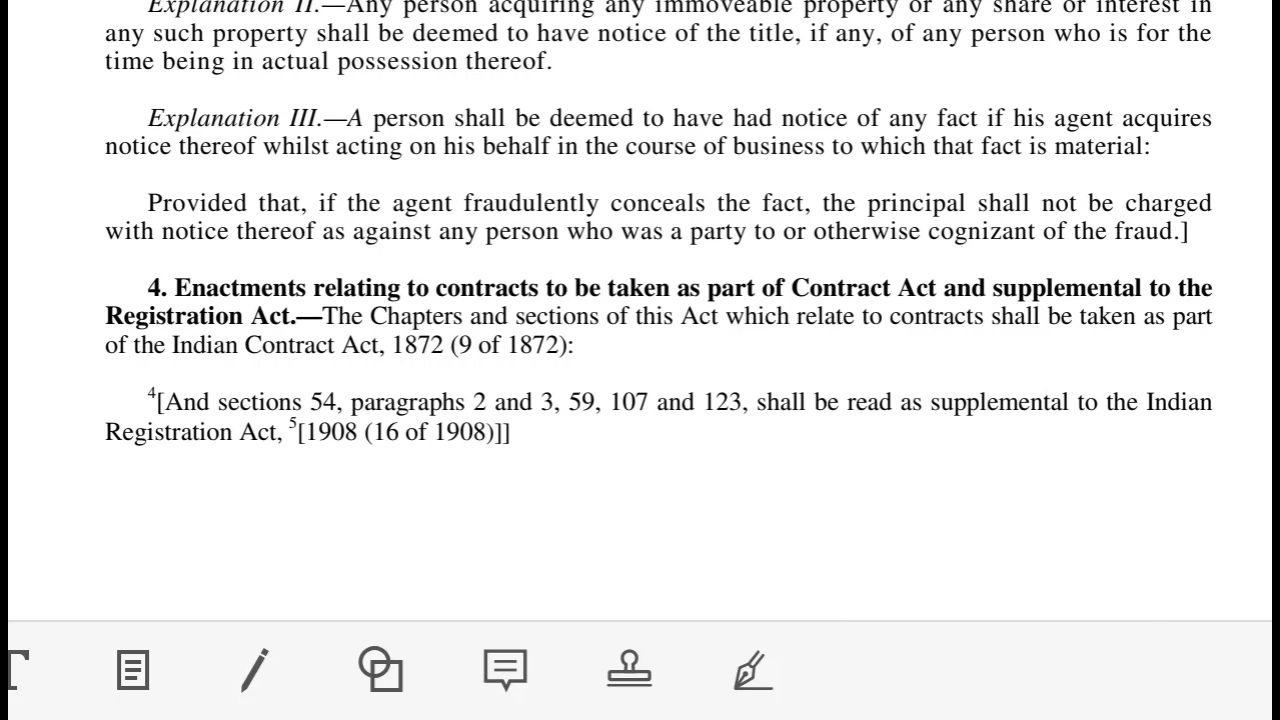 Explanation II.—Any person acquiring any immoveable property or any share or interest in
any such property shall be deemed to have notice of the title, if any, of any person who is for the
time being in actual possession thereof.
Explanation III.—A person shall be deemed to have had notice of any fact if his agent acquires
notice thereof whilst acting on his behalf in the course of business to which that fact is material:
Provided that, if the agent fraudulently conceals the fact, the principal shall not be charged
with notice thereof as against any person who was a party to or otherwise cognizant of the fraud.]
4. Enactments relating to contracts to be taken as part of Contract Act and supplemental to the
Registration Act.—The Chapters and sections of this Act which relate to contracts shall be taken as part
of the Indian Contract Act, 1872 (9 of 1872):
4[And sections 54, paragraphs 2 and 3, 59, 107 and 123, shall be read as supplemental to the Indian
Registration Act, 5[1908 (16 of 1908)]]
T